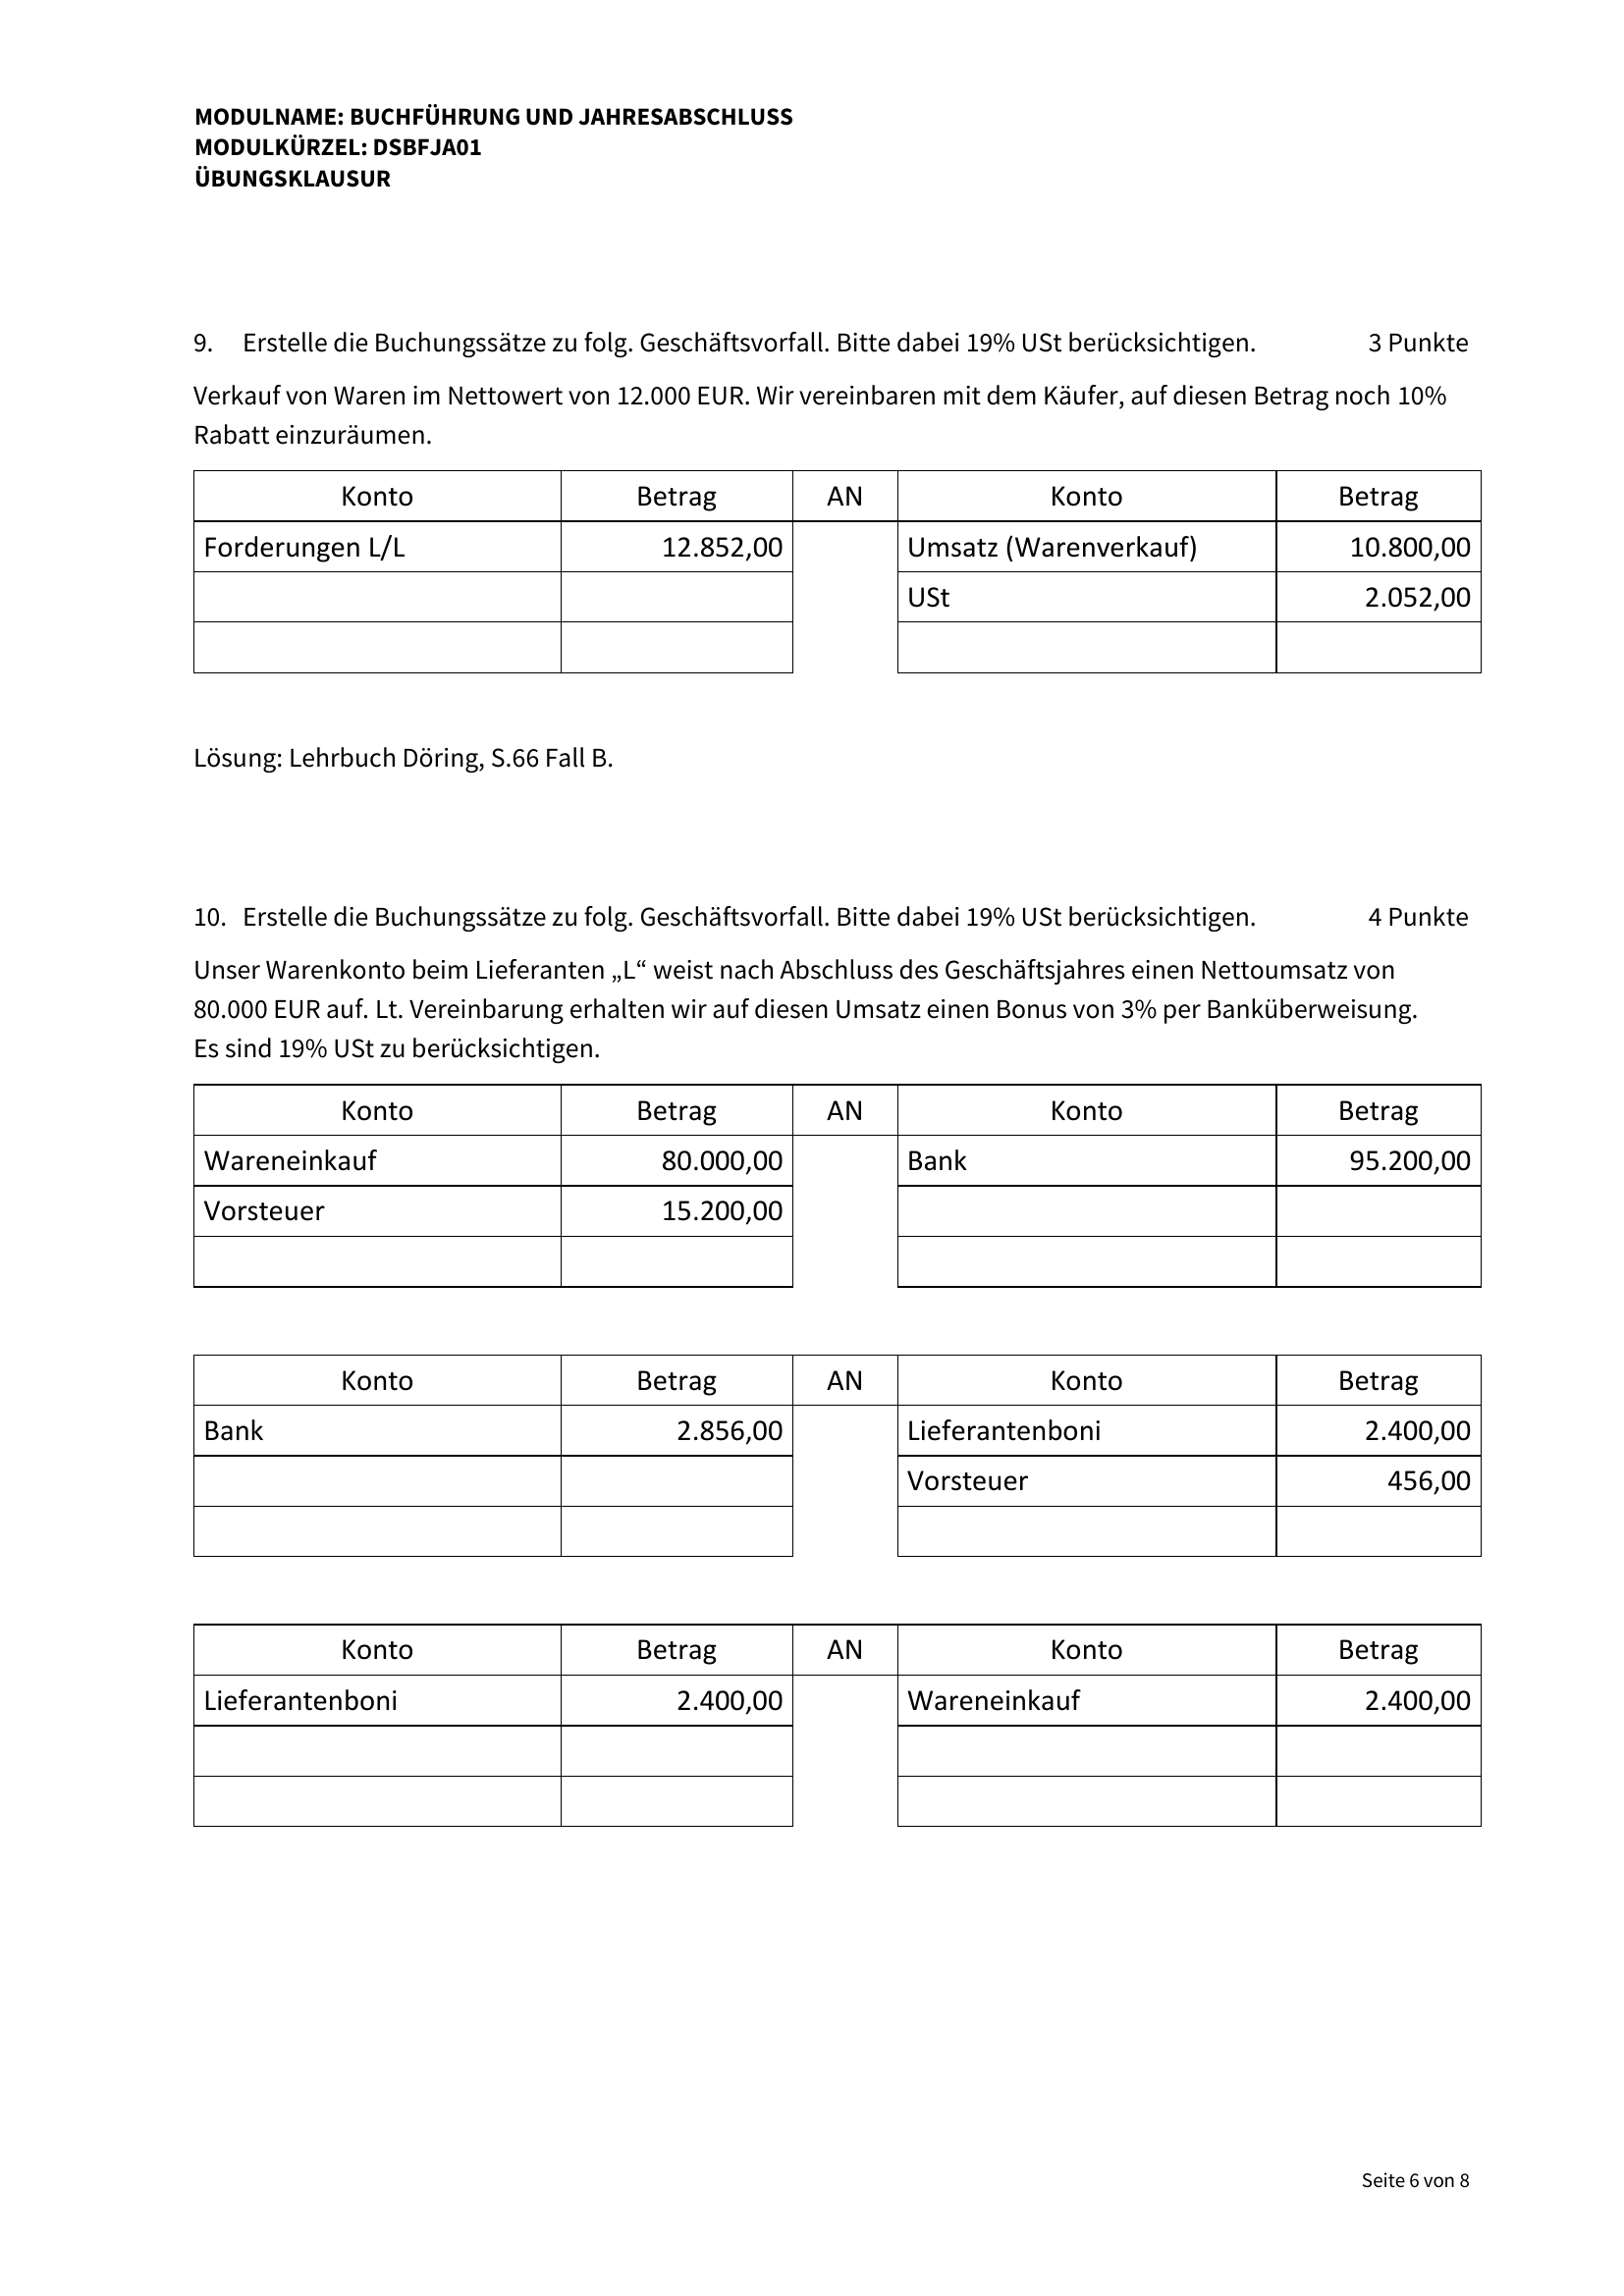 MODULNAME: BUCHFÜHRUNG UND JAHRESABSCHLUSS
MODULKÜRZEL: DSBFJA01
ÜBUNGSKLAUSUR
9. Erstelle die Buchungssätze zu folg. Geschäftsvorfall. Bitte dabei 19% USt berücksichtigen. 3 Punkte
Verkauf von Waren im Nettowert von 12.000 EUR. Wir vereinbaren mit dem Käufer, auf diesen Betrag noch 10%
Rabatt einzuräumen.
Konto Betrag AN Konto Betrag
Forderungen L/L 12.852,00 Umsatz (Warenverkauf) 10.800,00
USt 2.052,00
Lösung: Lehrbuch Döring, S.66 Fall B.
10. Erstelle die Buchungssätze zu folg. Geschäftsvorfall. Bitte dabei 19% USt berücksichtigen. 4 Punkte
Unser Warenkonto beim Lieferanten „L“ weist nach Abschluss des Geschäftsjahres einen Nettoumsatz von
80.000 EUR auf. Lt. Vereinbarung erhalten wir auf diesen Umsatz einen Bonus von 3% per Banküberweisung.
Es sind 19% USt zu berücksichtigen.
Konto Betrag AN Konto Betrag
Wareneinkauf 80.000,00 Bank 95.200,00
Vorsteuer 15.200,00
Konto Betrag AN Konto Betrag
Bank 2.856,00 Lieferantenboni 2.400,00
Vorsteuer 456,00
Konto Betrag AN Konto Betrag
Lieferantenboni 2.400,00 Wareneinkauf 2.400,00
Seite 6 von 8